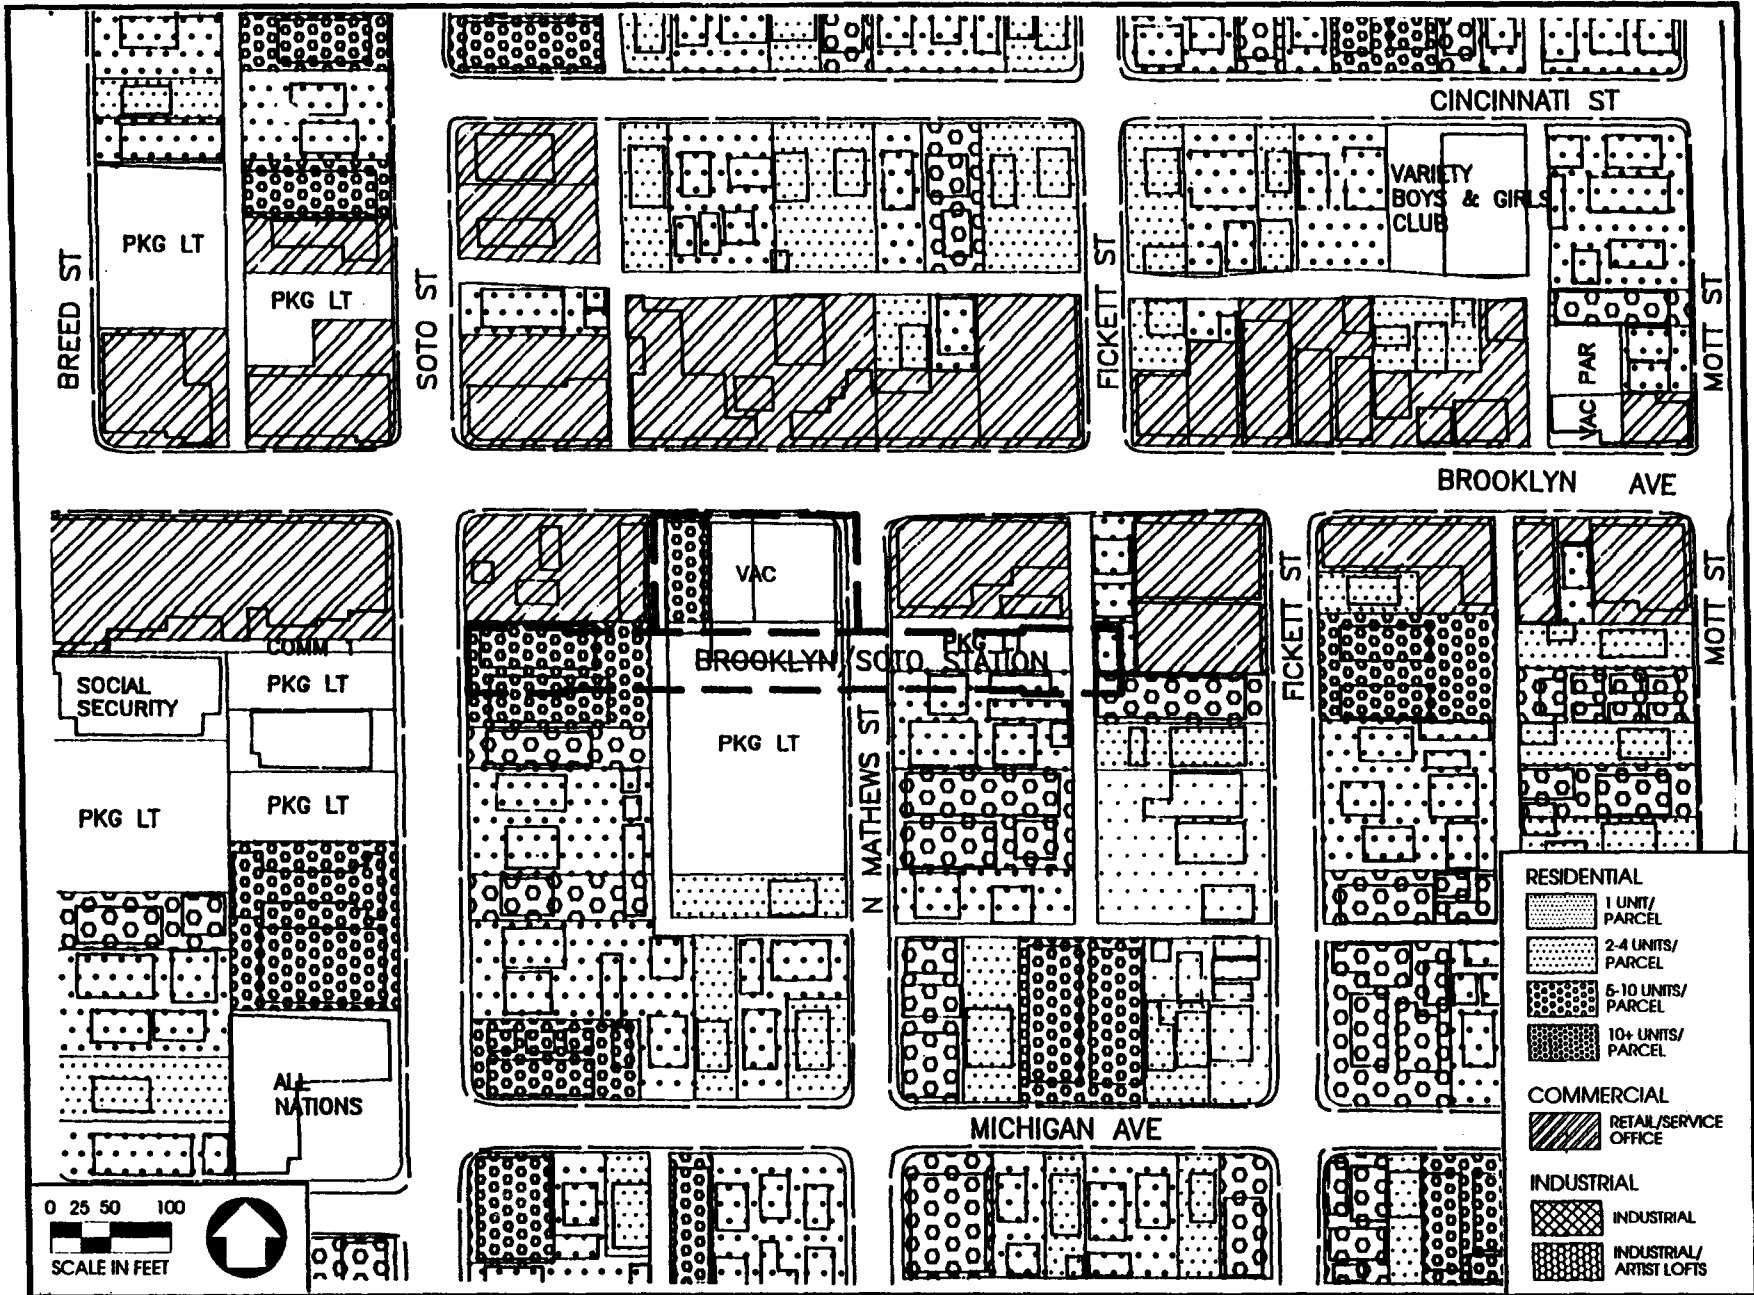 CINCINNATI ST
VARIETY
BOYS & GIRLS
CLUB
PKG LT
PKG LT
BREED ST
SOTO ST
FICKETT ST
MOTT ST
VAC PAR
BROOKLYN AVE
VAC
COMM
PKG LT
BROOKLYN/SOTO STATION
SOCIAL
SECURITY
PKG LT
PKG LT
N MATHEWS ST
FICKETT ST
MOTT ST
PKG LT
PKG LT
ALL
NATIONS
MICHIGAN AVE
RESIDENTIAL
1 UNIT/
PARCEL
2-4 UNITS/
PARCEL
5-10 UNITS/
PARCEL
10+ UNITS/
PARCEL
COMMERCIAL
RETAIL/SERVICE
OFFICE
INDUSTRIAL
INDUSTRIAL
INDUSTRIAL/
ARTIST LOFTS
0 25 50 100
SCALE IN FEET